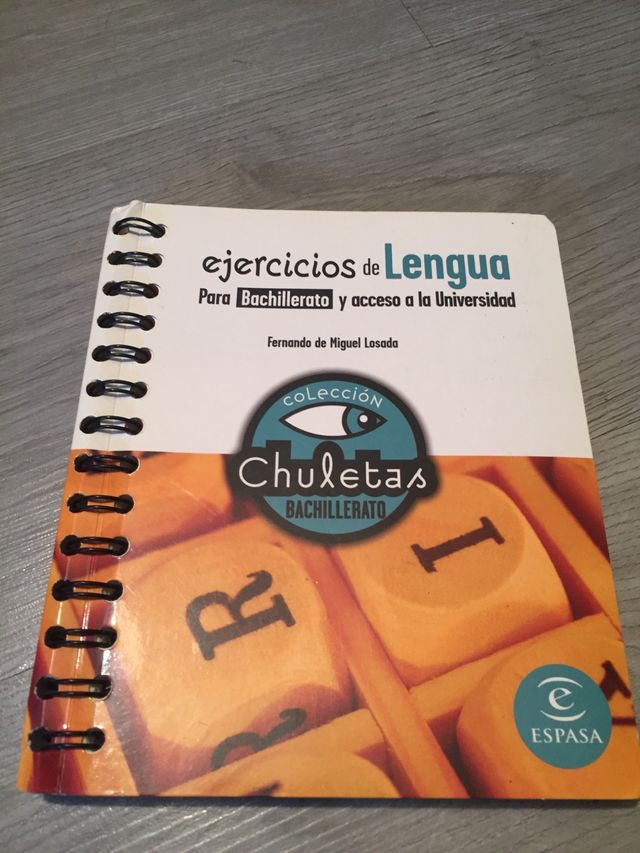 ejercicios de Lengua
Para Bachillerato y acceso a la Universidad
Fernando de Miguel Losada
coLeccióN
Chuletas
BACHILLERATO
R
I
R
e
ESPASA